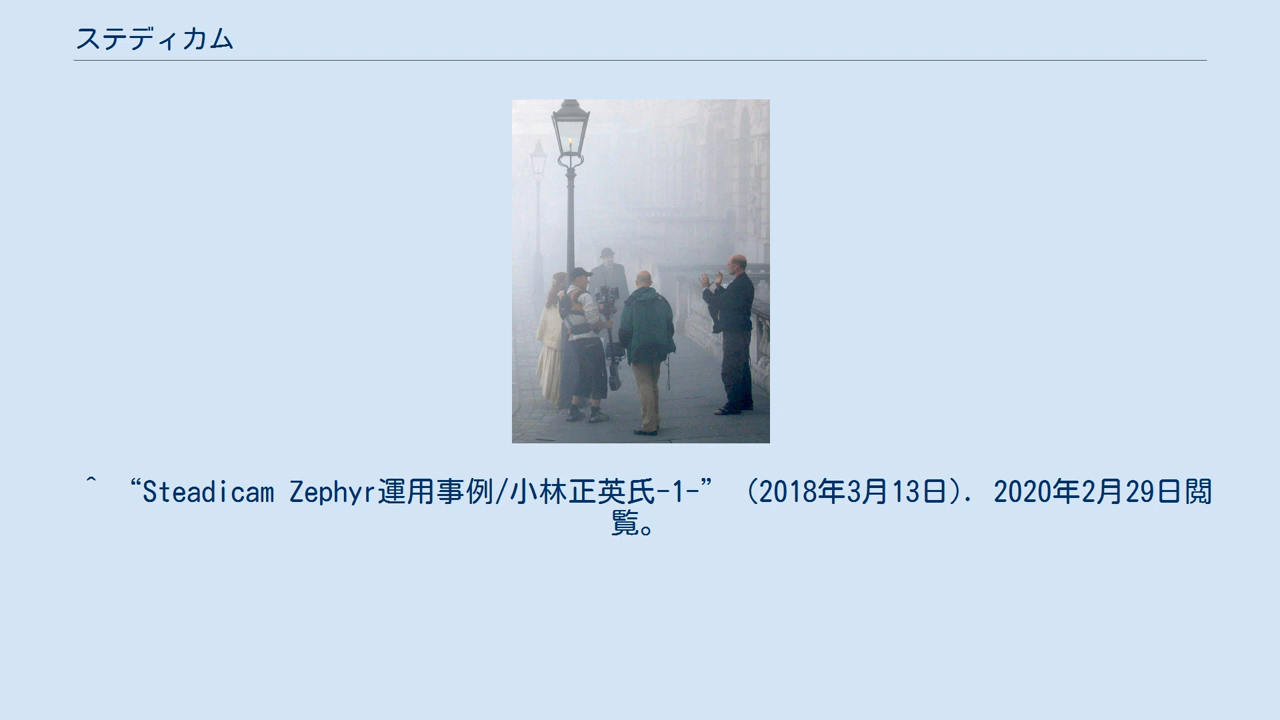 ステディカム
^ “Steadicam Zephyr運用事例/小林正英氏-1-” (2018年3月13日). 2020年2月29日閲
覧。